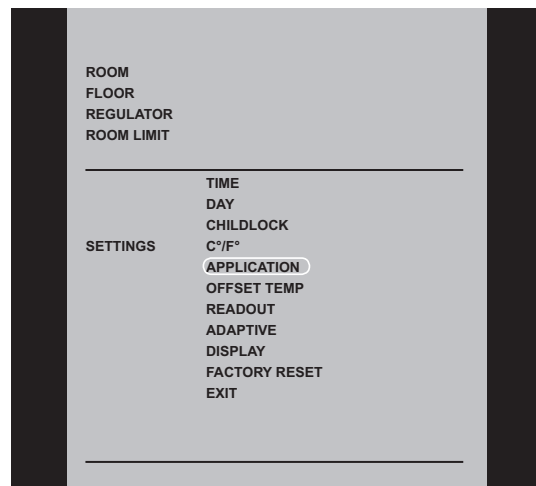 ROOM
FLOOR
REGULATOR
ROOM LIMIT
TIME
DAY
CHILDLOCK
SETTINGS C°/F°
APPLICATION
OFFSET TEMP
READOUT
ADAPTIVE
DISPLAY
FACTORY RESET
EXIT